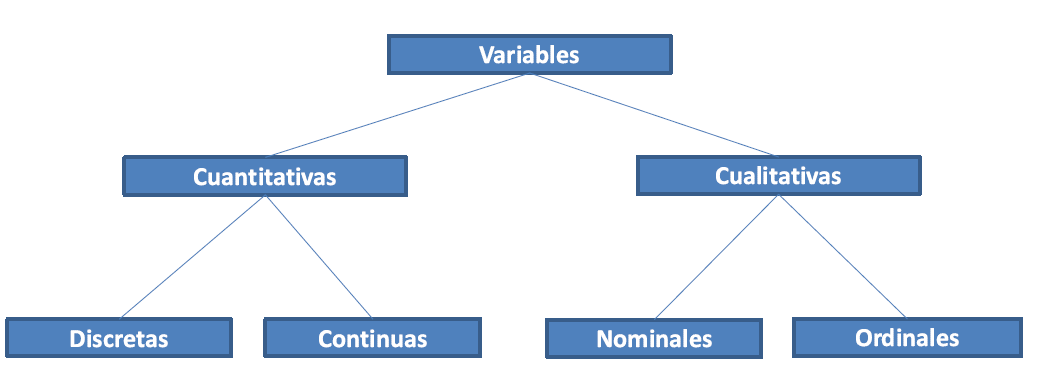 Variables
Cuantitativas
Cualitativas
Discretas
Continuas
Nominales
Ordinales